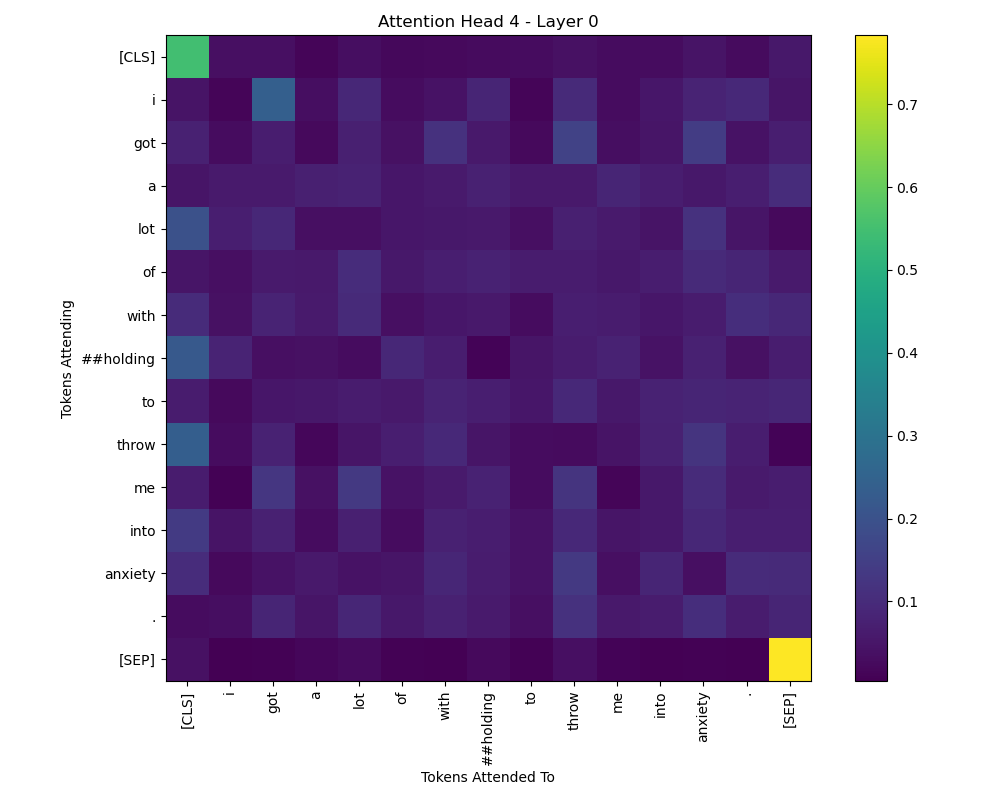 Attention Head 4 - Layer 0
Tokens Attending
[CLS]
i
got
a
lot
of
with
##holding
to
throw
me
into
anxiety
.
[SEP]
[CLS]
i
got
a
lot
of
with
##holding
to
throw
me
into
anxiety
.
[SEP]
Tokens Attended To
0.7
0.6
0.5
0.4
0.3
0.2
0.1